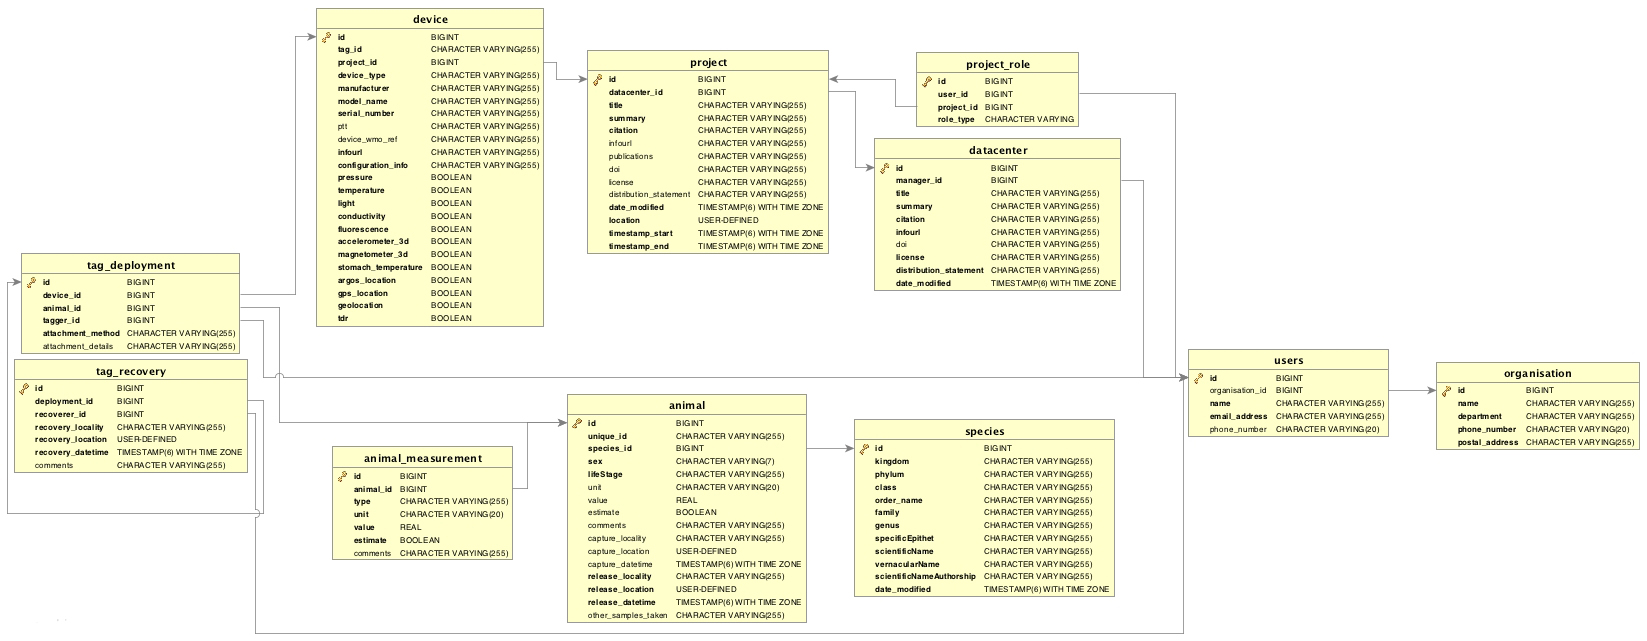 device
id BIGINT
tag_id CHARACTER VARYING(255)
project_id BIGINT
device_type CHARACTER VARYING(255)
manufacturer CHARACTER VARYING(255)
model_name CHARACTER VARYING(255)
serial_number CHARACTER VARYING(255)
ptt CHARACTER VARYING(255)
device_wmo_ref CHARACTER VARYING(255)
infourl CHARACTER VARYING(255)
configuration_info CHARACTER VARYING(255)
pressure BOOLEAN
temperature BOOLEAN
light BOOLEAN
conductivity BOOLEAN
fluorescence BOOLEAN
accelerometer_3d BOOLEAN
magnetometer_3d BOOLEAN
stomach_temperature BOOLEAN
argos_location BOOLEAN
gps_location BOOLEAN
geolocation BOOLEAN
tdr BOOLEAN
project
id BIGINT
datacenter_id BIGINT
title CHARACTER VARYING(255)
summary CHARACTER VARYING(255)
citation CHARACTER VARYING(255)
infourl CHARACTER VARYING(255)
publications CHARACTER VARYING(255)
doi CHARACTER VARYING(255)
license CHARACTER VARYING(255)
distribution_statement CHARACTER VARYING(255)
date_modified TIMESTAMP(6) WITH TIME ZONE
location USER-DEFINED
timestamp_start TIMESTAMP(6) WITH TIME ZONE
timestamp_end TIMESTAMP(6) WITH TIME ZONE
project_role
id BIGINT
user_id BIGINT
project_id BIGINT
role_type CHARACTER VARYING
datacenter
id BIGINT
manager_id BIGINT
title CHARACTER VARYING(255)
summary CHARACTER VARYING(255)
citation CHARACTER VARYING(255)
infourl CHARACTER VARYING(255)
doi CHARACTER VARYING(255)
license CHARACTER VARYING(255)
distribution_statement CHARACTER VARYING(255)
date_modified TIMESTAMP(6) WITH TIME ZONE
tag_deployment
id BIGINT
device_id BIGINT
animal_id BIGINT
tagger_id BIGINT
attachment_method CHARACTER VARYING(255)
attachment_details CHARACTER VARYING(255)
tag_recovery
id BIGINT
deployment_id BIGINT
recoverer_id BIGINT
recovery_locality CHARACTER VARYING(255)
recovery_location USER-DEFINED
recovery_datetime TIMESTAMP(6) WITH TIME ZONE
comments CHARACTER VARYING(255)
animal_measurement
id BIGINT
animal_id BIGINT
type CHARACTER VARYING(255)
unit CHARACTER VARYING(20)
value REAL
estimate BOOLEAN
comments CHARACTER VARYING(255)
animal
id BIGINT
unique_id CHARACTER VARYING(255)
species_id BIGINT
sex CHARACTER VARYING(7)
lifeStage CHARACTER VARYING(255)
unit CHARACTER VARYING(20)
value REAL
estimate BOOLEAN
comments CHARACTER VARYING(255)
capture_locality CHARACTER VARYING(255)
capture_location USER-DEFINED
capture_datetime TIMESTAMP(6) WITH TIME ZONE
release_locality CHARACTER VARYING(255)
release_location USER-DEFINED
release_datetime TIMESTAMP(6) WITH TIME ZONE
other_samples_taken CHARACTER VARYING(255)
species
id BIGINT
kingdom CHARACTER VARYING(255)
phylum CHARACTER VARYING(255)
class CHARACTER VARYING(255)
order_name CHARACTER VARYING(255)
family CHARACTER VARYING(255)
genus CHARACTER VARYING(255)
specificEpithet CHARACTER VARYING(255)
scientificName CHARACTER VARYING(255)
vernacularName CHARACTER VARYING(255)
scientificNameAuthorship CHARACTER VARYING(255)
date_modified TIMESTAMP(6) WITH TIME ZONE
users
id BIGINT
organisation_id BIGINT
name CHARACTER VARYING(255)
email_address CHARACTER VARYING(255)
phone_number CHARACTER VARYING(20)
organisation
id BIGINT
name CHARACTER VARYING(255)
department CHARACTER VARYING(255)
phone_number CHARACTER VARYING(20)
postal_address CHARACTER VARYING(255)